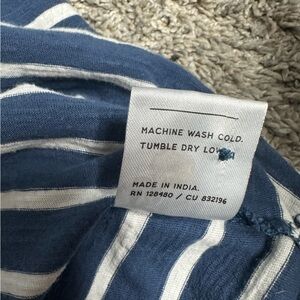 MACHINE WASH COLD.
TUMBLE DRY LOW
MADE IN INDIA.
RN 128480 / CU 832196